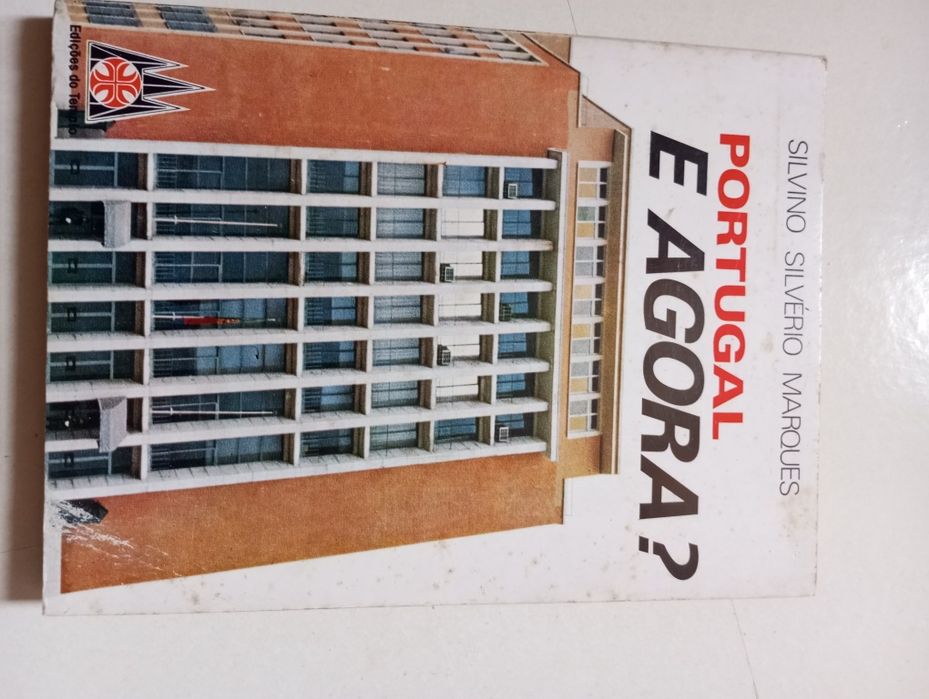 SILVINO SILVÉRIO MARQUES
PORTUGAL
E AGORA?
Edições do Templo